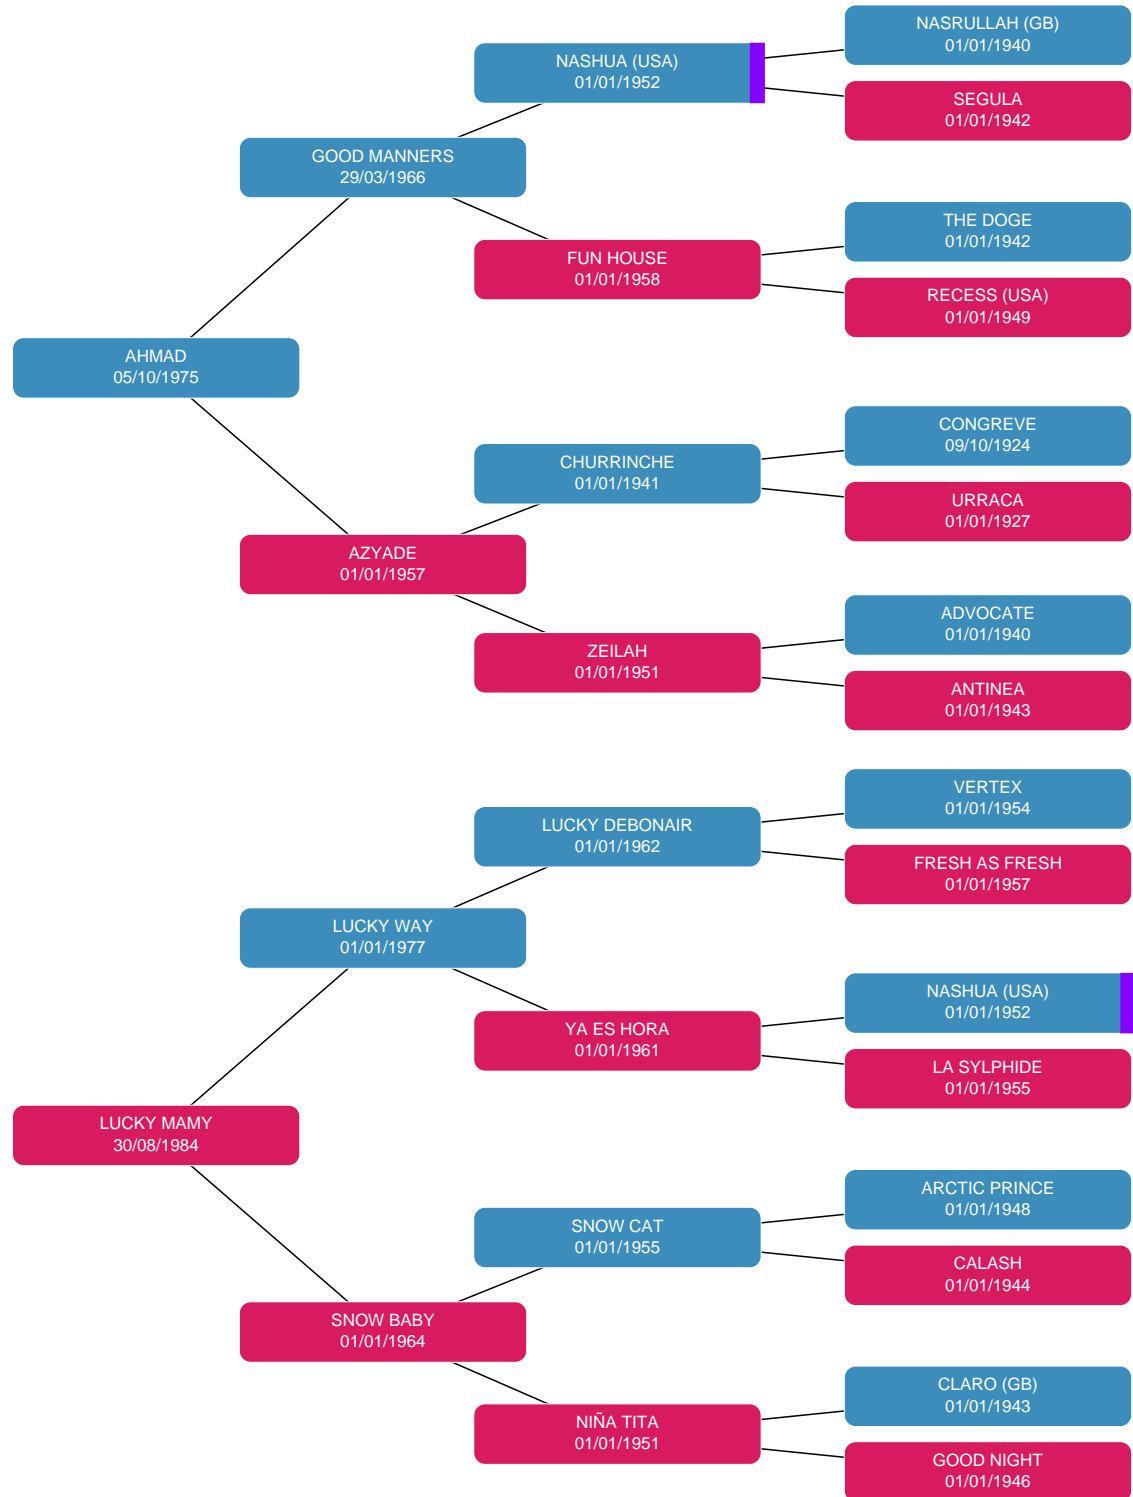 NASRULLAH (GB)
01/01/1940
NASHUA (USA)
01/01/1952
SEGULA
01/01/1942
GOOD MANNERS
29/03/1966
THE DOGE
01/01/1942
FUN HOUSE
01/01/1958
RECESS (USA)
01/01/1949
AHMAD
05/10/1975
CONGREVE
09/10/1924
CHURRINCHE
01/01/1941
URRACA
01/01/1927
AZYADE
01/01/1957
ADVOCATE
01/01/1940
ZEILAH
01/01/1951
ANTINEA
01/01/1943
VERTEX
01/01/1954
LUCKY DEBONAIR
01/01/1962
FRESH AS FRESH
01/01/1957
LUCKY WAY
01/01/1977
NASHUA (USA)
01/01/1952
YA ES HORA
01/01/1961
LA SYLPHIDE
01/01/1955
LUCKY MAMY
30/08/1984
ARCTIC PRINCE
01/01/1948
SNOW CAT
01/01/1955
CALASH
01/01/1944
SNOW BABY
01/01/1964
CLARO (GB)
01/01/1943
NIÑA TITA
01/01/1951
GOOD NIGHT
01/01/1946